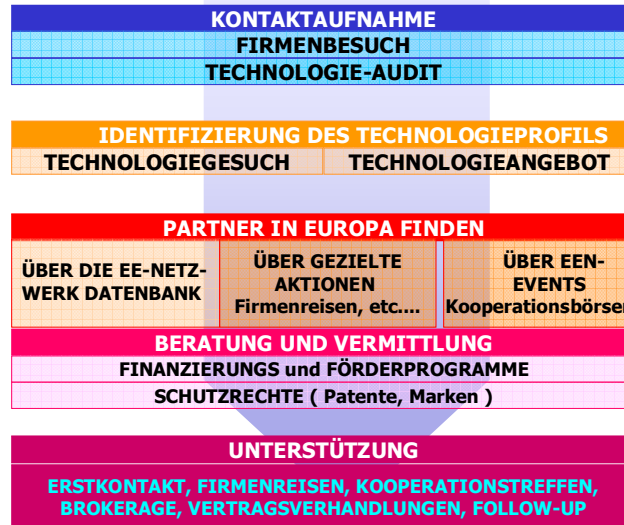 KONTAKTAUFNAHME
FIRMENBESUCH
TECHNOLOGIE-AUDIT
IDENTIFIZIERUNG DES TECHNOLOGIEPROFILS
TECHNOLOGIEGESUCH
TECHNOLOGIEANGEBOT
PARTNER IN EUROPA FINDEN
ÜBER DIE EE-NETZ-
WERK DATENBANK
ÜBER GEZIELTE
AKTIONEN
Firmenreisen, etc....
ÜBER EEN-
EVENTS
Kooperationsbörsen
BERATUNG UND VERMITTLUNG
FINANZIERUNGS und FÖRDERPROGRAMME
SCHUTZRECHTE ( Patente, Marken )
UNTERSTÜTZUNG
ERSTKONTAKT, FIRMENREISEN, KOOPERATIONSTREFFEN,
BROKERAGE, VERTRAGSVERHANDLUNGEN, FOLLOW-UP